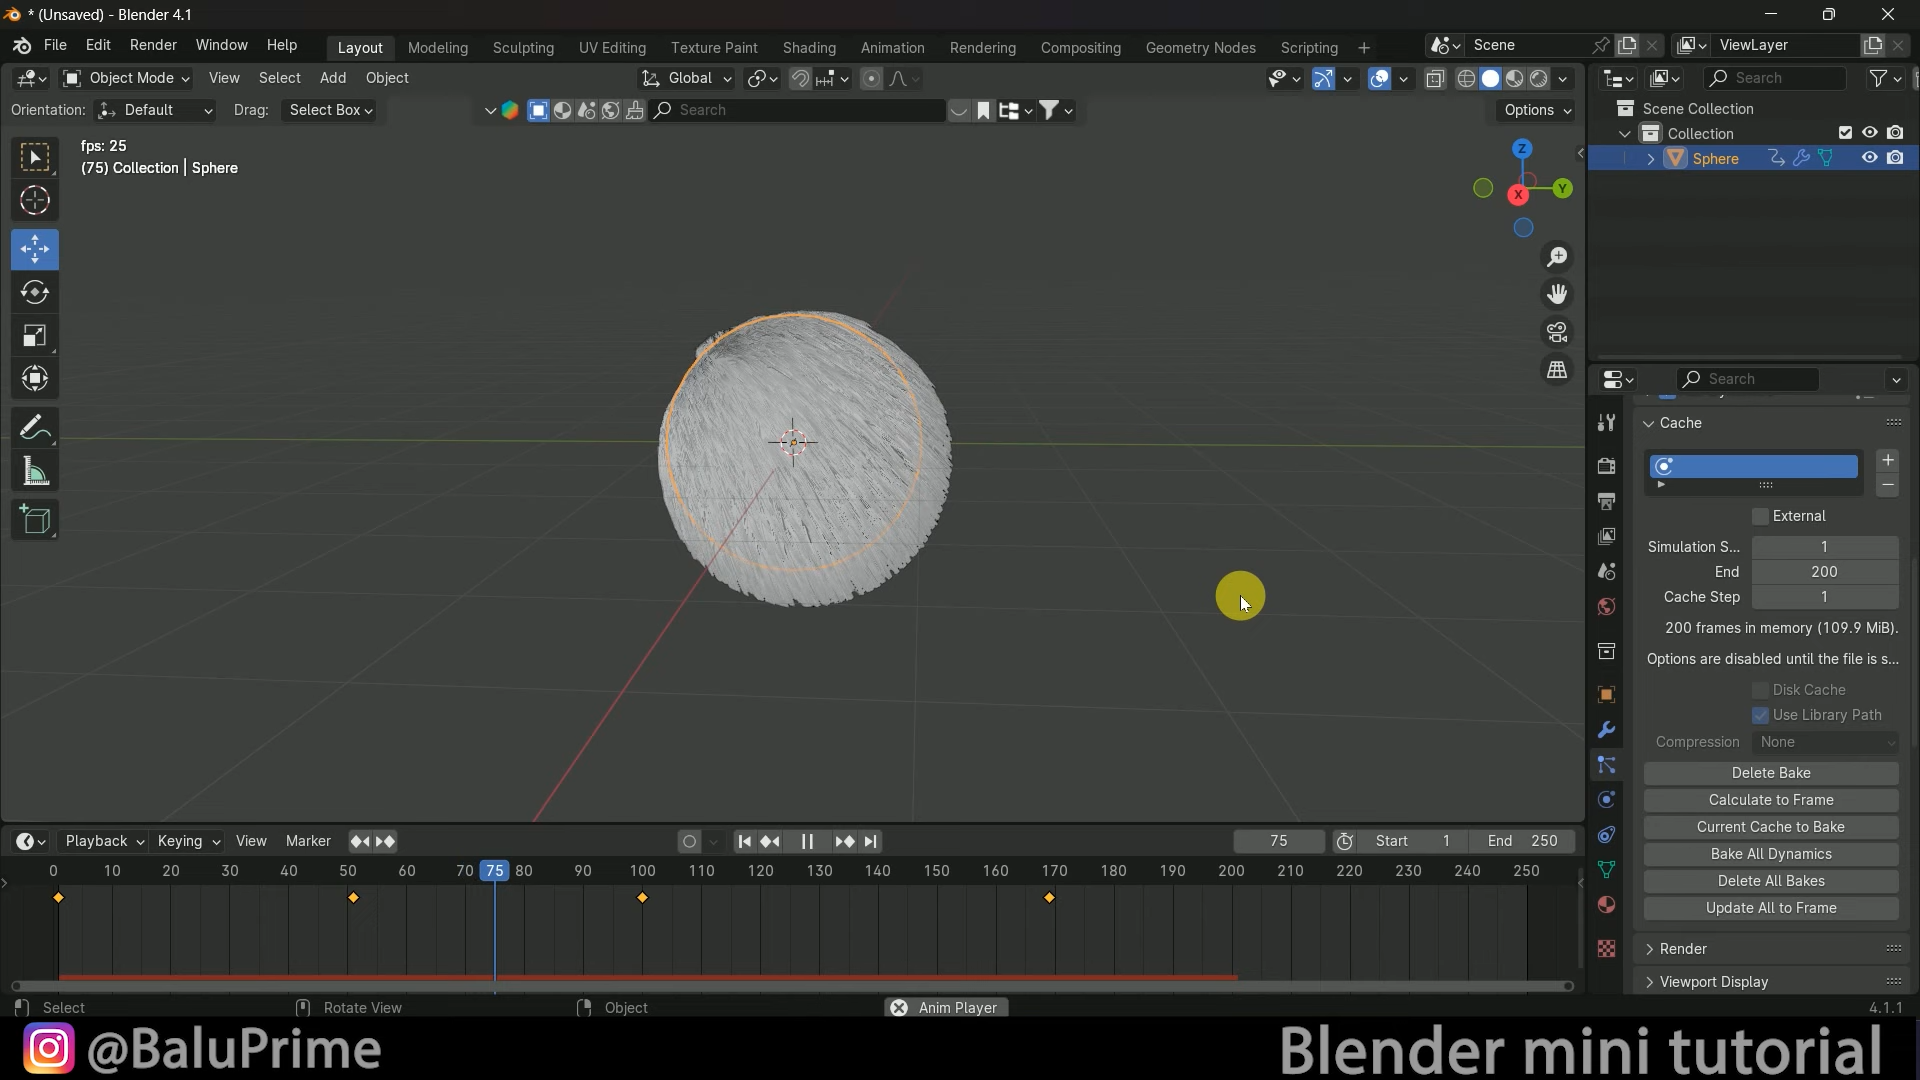 * (Unsaved) - Blender 4.1
File Edit Render Window Help Layout Modeling Sculpting UV Editing Texture Paint Shading Animation Rendering Compositing Geometry Nodes Scripting + Scene ViewLayer
Object Mode View Select Add Object Global Search
Orientation: Default Drag: Select Box Search Options
Scene Collection
Collection
Sphere
fps: 25
(75) Collection | Sphere
Z
Y
X
Search
Cache
External
Simulation S... 1
End 200
Cache Step 1
200 frames in memory (109.9 MiB).
Options are disabled until the file is s...
Disk Cache
Use Library Path
Compression None
Delete Bake
Calculate to Frame
Current Cache to Bake
Bake All Dynamics
Delete All Bakes
Update All to Frame
Render
Viewport Display
Playback Keying View Marker 75 Start 1 End 250
0 10 20 30 40 50 60 70 75 80 90 100 110 120 130 140 150 160 170 180 190 200 210 220 230 240 250
Select Rotate View Object Anim Player 4.1.1
@BaluPrime Blender mini tutorial